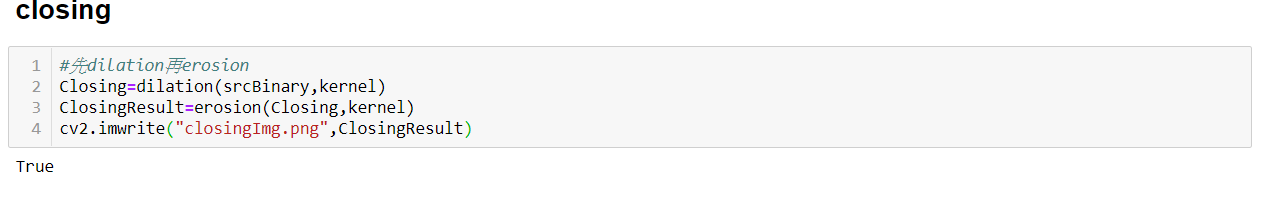 closing
1 #先dilation再erosion
2 Closing=dilation(srcBinary,kernel)
3 ClosingResult=erosion(Closing,kernel)
4 cv2.imwrite("closingImg.png",ClosingResult)
True